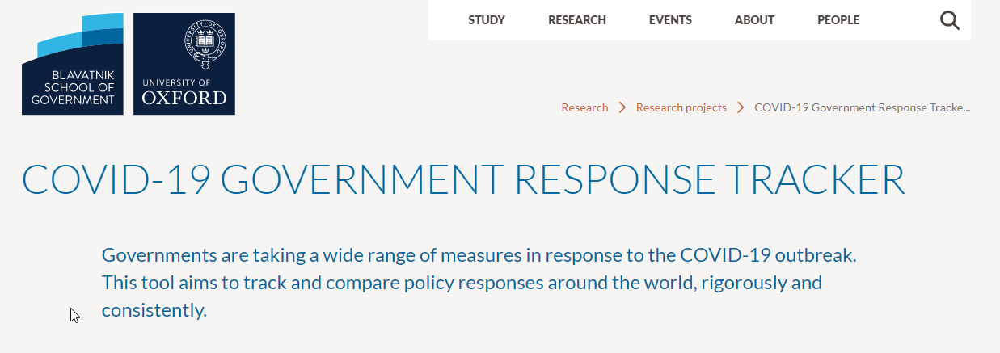 STUDY RESEARCH EVENTS ABOUT PEOPLE
BLAVATNIK
SCHOOL OF
GOVERNMENT
UNIVERSITY OF
OXFORD
Research > Research projects > COVID-19 Government Response Tracke...
COVID-19 GOVERNMENT RESPONSE TRACKER
Governments are taking a wide range of measures in response to the COVID-19 outbreak.
This tool aims to track and compare policy responses around the world, rigorously and
consistently.